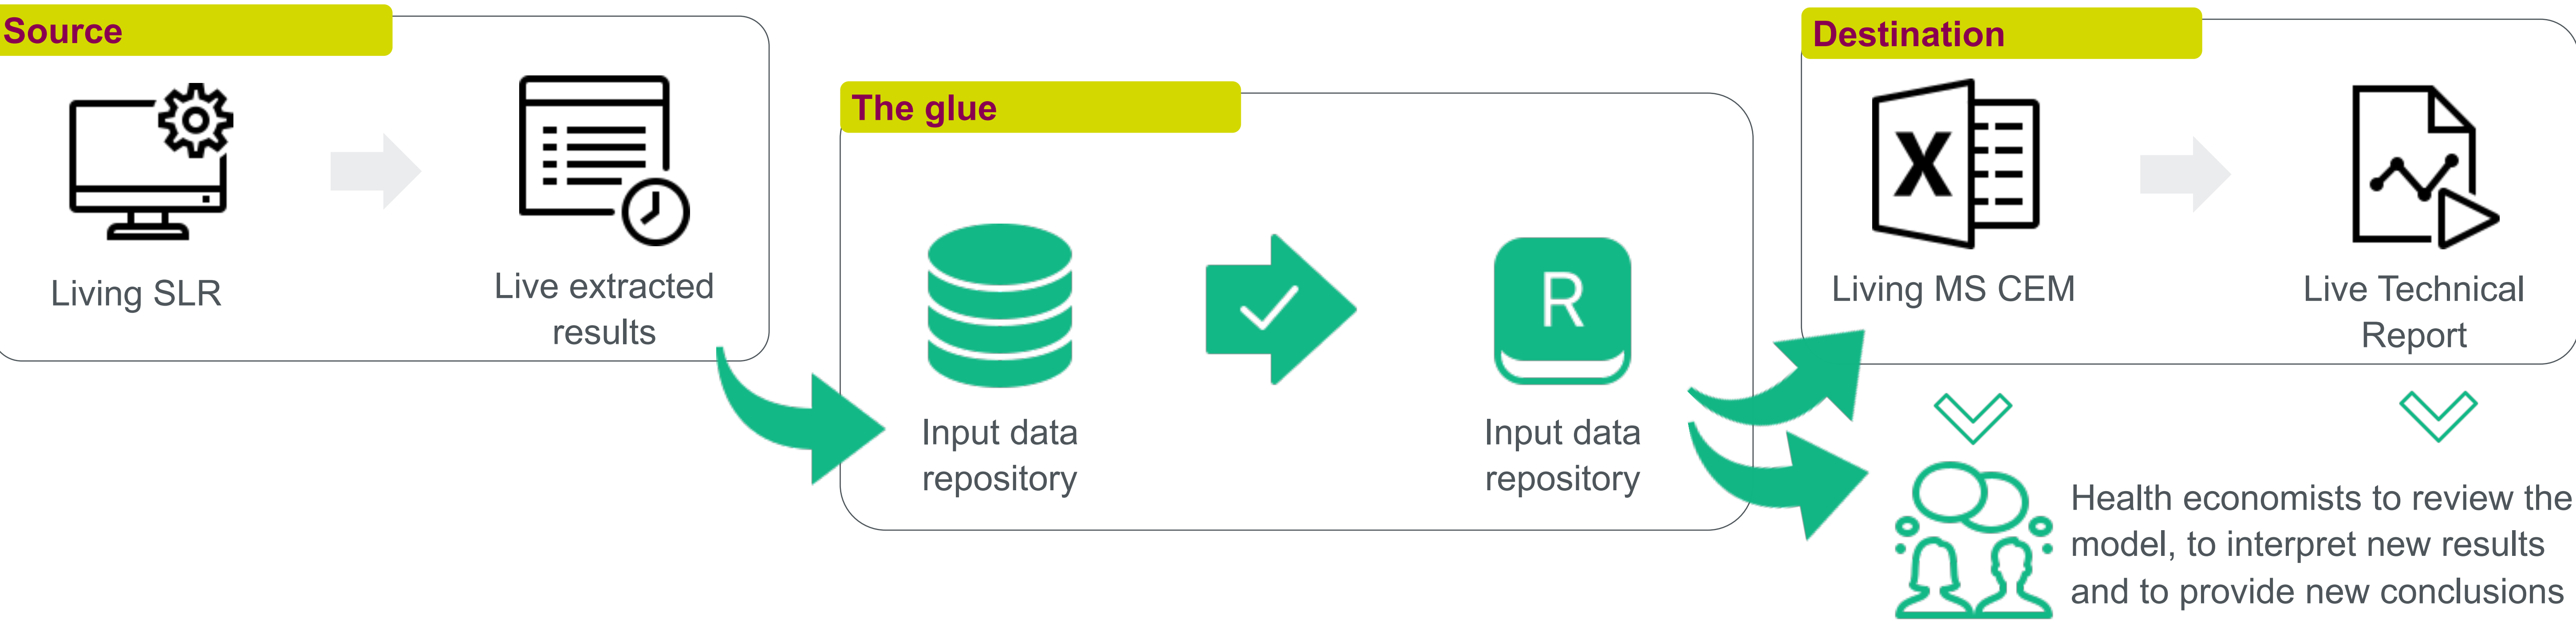 Source
Living SLR
Live extracted
results
The glue
Input data
repository
R
Input data
repository
Destination
X
Living MS CEM
Live Technical
Report
Health economists to review the
model, to interpret new results
and to provide new conclusions